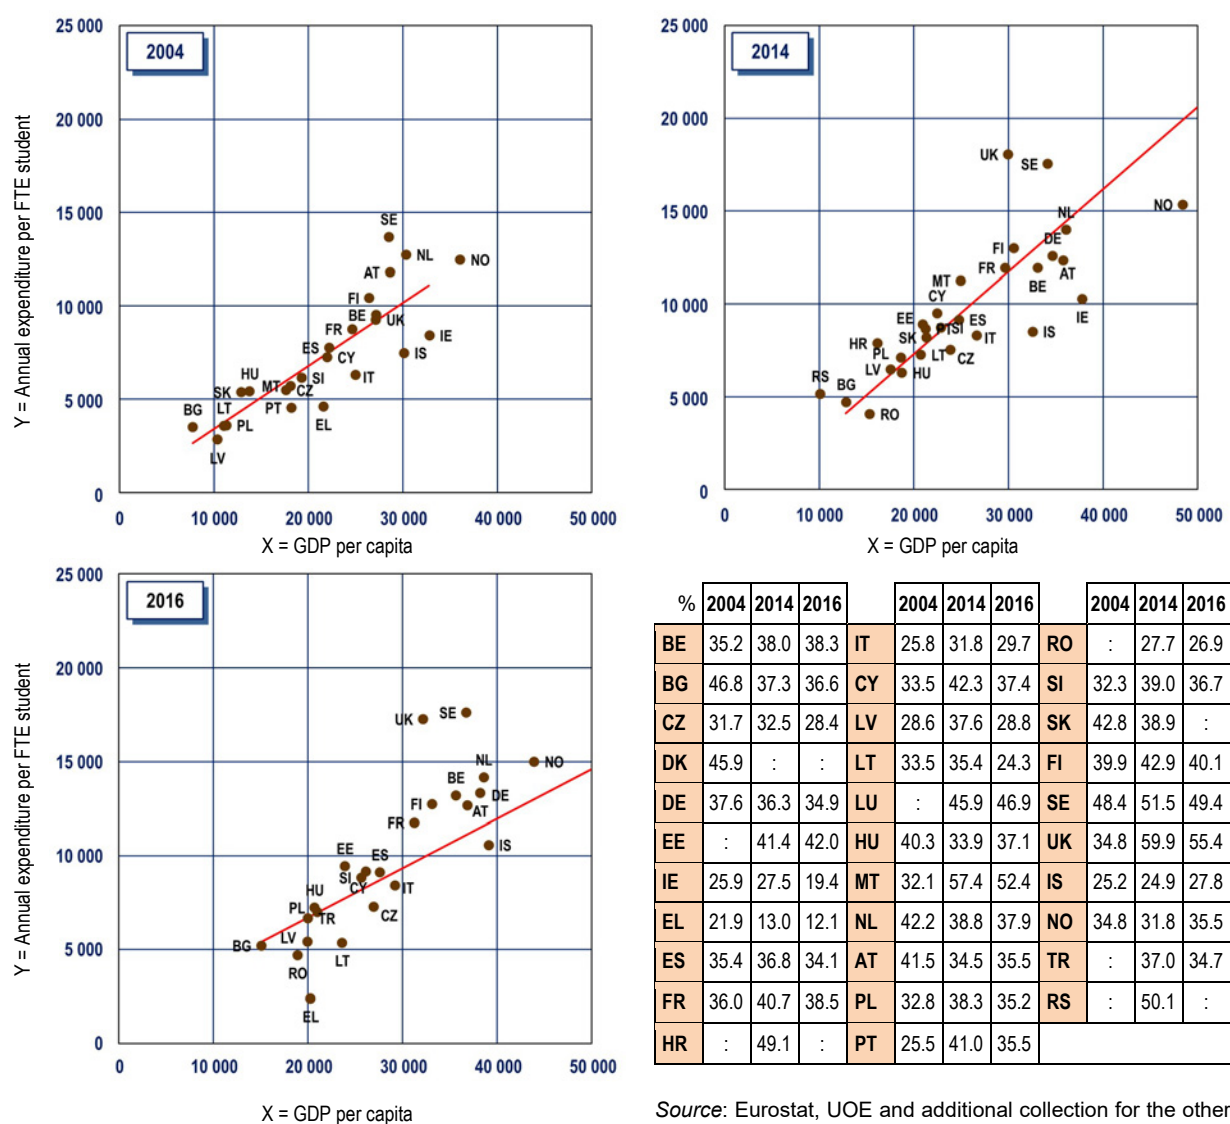 25 000
2004
20 000
15 000
10 000
5 000
0
Y = Annual expenditure per FTE student
SE
NL
NO
AT
FI
BE
UK
FR
IE
ES
CY
IS
IT
SI
HU
MT
CZ
SK
LT
PT
EL
BG
PL
LV
0 10 000 20 000 30 000 40 000 50 000
X = GDP per capita
25 000
2014
20 000
15 000
10 000
5 000
0
UK
SE
NO
NL
FI
DE
FR
AT
BE
MT
CY
IE
EE
SI
ES
IS
HR
SK
IT
PL
LT
CZ
LV
HU
RS
BG
RO
0 10 000 20 000 30 000 40 000 50 000
X = GDP per capita
25 000
2016
20 000
15 000
10 000
5 000
0
Y = Annual expenditure per FTE student
UK
SE
NL
NO
BE
DE
FI
AT
FR
IS
EE
ES
SI
CY
IT
HU
PL
TR
CZ
BG
LV
LT
RO
EL
0 10 000 20 000 30 000 40 000 50 000
X = GDP per capita
% 2004 2014 2016 2004 2014 2016 2004 2014 2016
BE 35.2 38.0 38.3 IT 25.8 31.8 29.7 RO : 27.7 26.9
BG 46.8 37.3 36.6 CY 33.5 42.3 37.4 SI 32.3 39.0 36.7
CZ 31.7 32.5 28.4 LV 28.6 37.6 28.8 SK 42.8 38.9 :
DK 45.9 : : LT 33.5 35.4 24.3 FI 39.9 42.9 40.1
DE 37.6 36.3 34.9 LU : 45.9 46.9 SE 48.4 51.5 49.4
EE : 41.4 42.0 HU 40.3 33.9 37.1 UK 34.8 59.9 55.4
IE 25.9 27.5 19.4 MT 32.1 57.4 52.4 IS 25.2 24.9 27.8
EL 21.9 13.0 12.1 NL 42.2 38.8 37.9 NO 34.8 31.8 35.5
ES 35.4 36.8 34.1 AT 41.5 34.5 35.5 TR : 37.0 34.7
FR 36.0 40.7 38.5 PL 32.8 38.3 35.2 RS : 50.1 :
HR : 49.1 : PT 25.5 41.0 35.5
Source: Eurostat, UOE and additional collection for the other